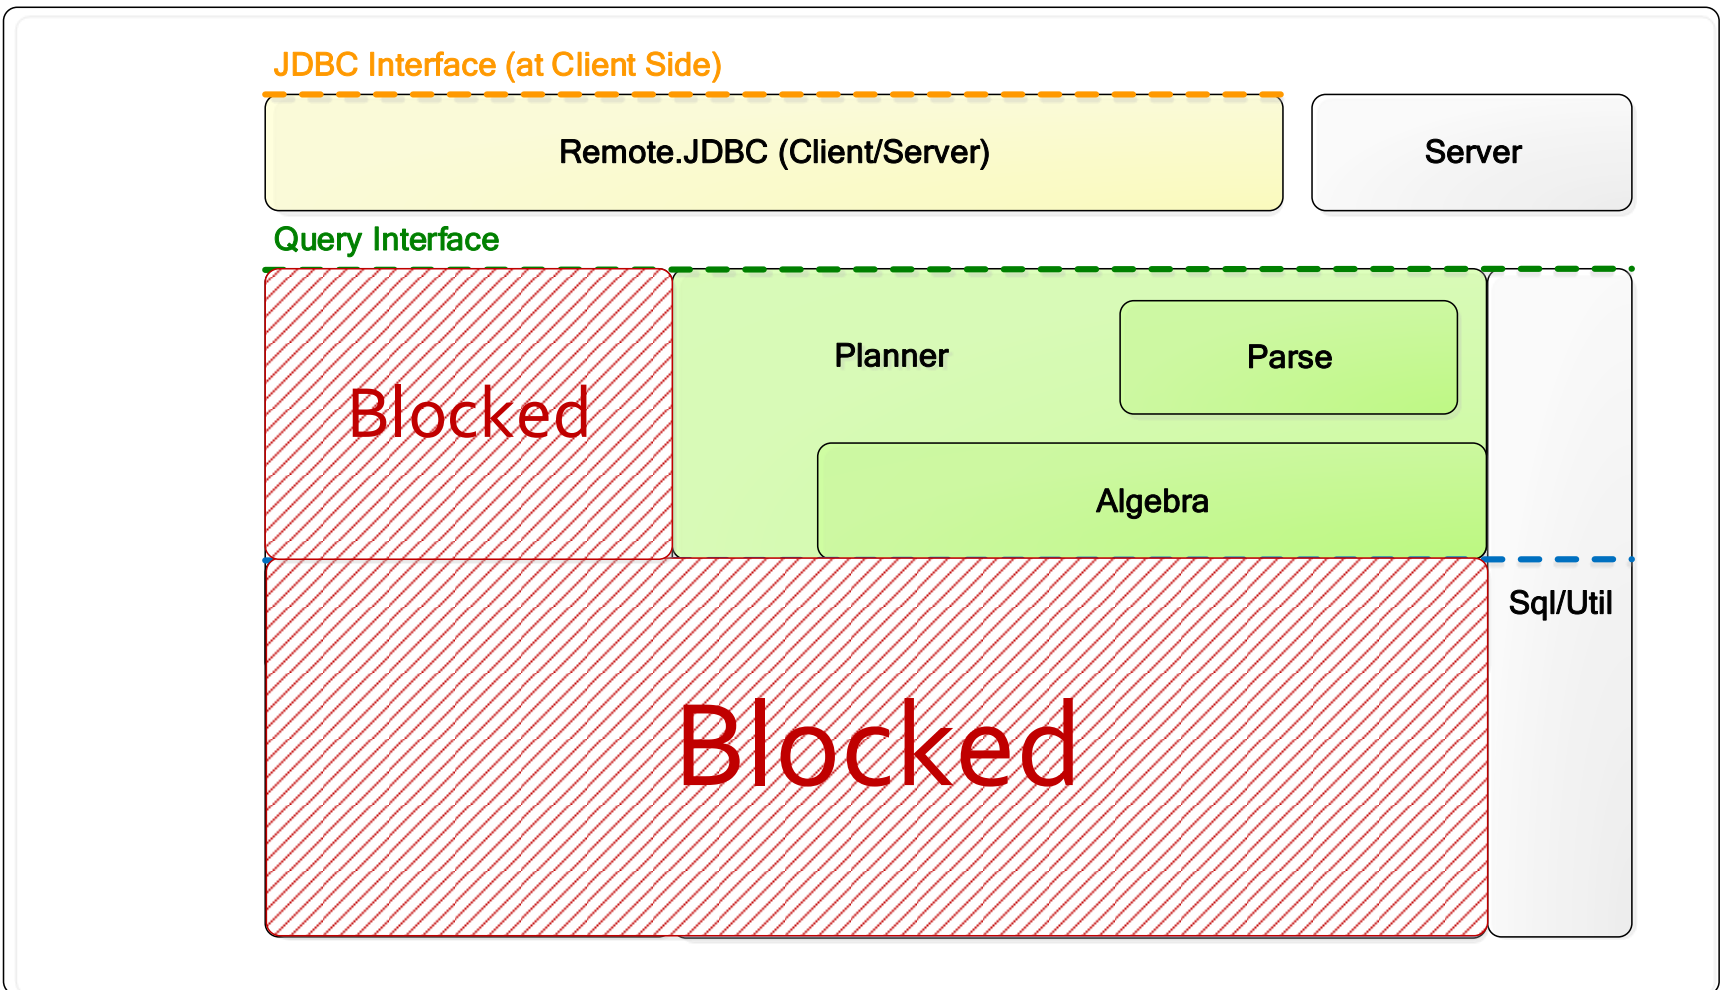 JDBC Interface (at Client Side)
Remote.JDBC (Client/Server)
Server
Query Interface
Planner
Parse
Blocked
Algebra
Sql/Util
Blocked